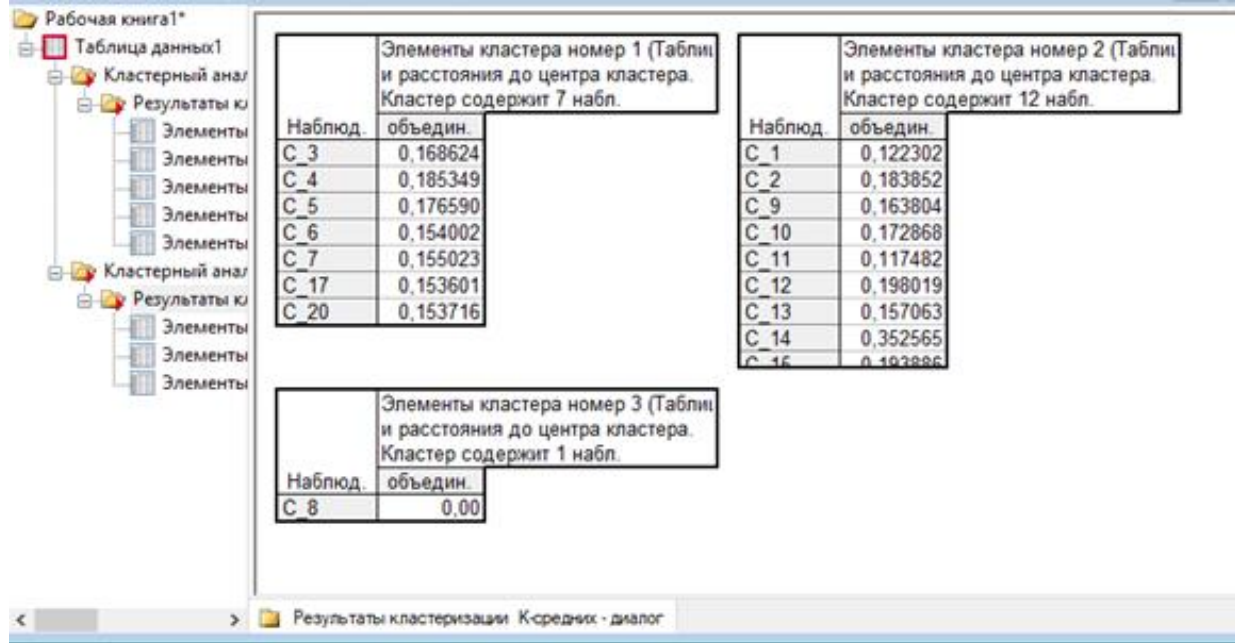 Рабочая книга1*
Таблица данных1
Кластерный анал
Результаты кл
Элементы
Элементы
Элементы
Элементы
Элементы
Кластерный анал
Результаты кл
Элементы
Элементы
Элементы
Элементы кластера номер 1 (Таблиц
и расстояния до центра кластера.
Кластер содержит 7 набл.
Наблюд. объедин.
C_3 0,168624
C_4 0,185349
C_5 0,176590
C_6 0,154002
C_7 0,155023
C_17 0,153601
C_20 0,153716
Элементы кластера номер 2 (Таблиц
и расстояния до центра кластера.
Кластер содержит 12 набл.
Наблюд. объедин.
C_1 0,122302
C_2 0,183852
C_9 0,163804
C_10 0,172868
C_11 0,117482
C_12 0,198019
C_13 0,157063
C_14 0,352565
Элементы кластера номер 3 (Таблиц
и расстояния до центра кластера.
Кластер содержит 1 набл.
Наблюд. объедин.
C_8 0,00
Результаты кластеризации К-средних - диалог